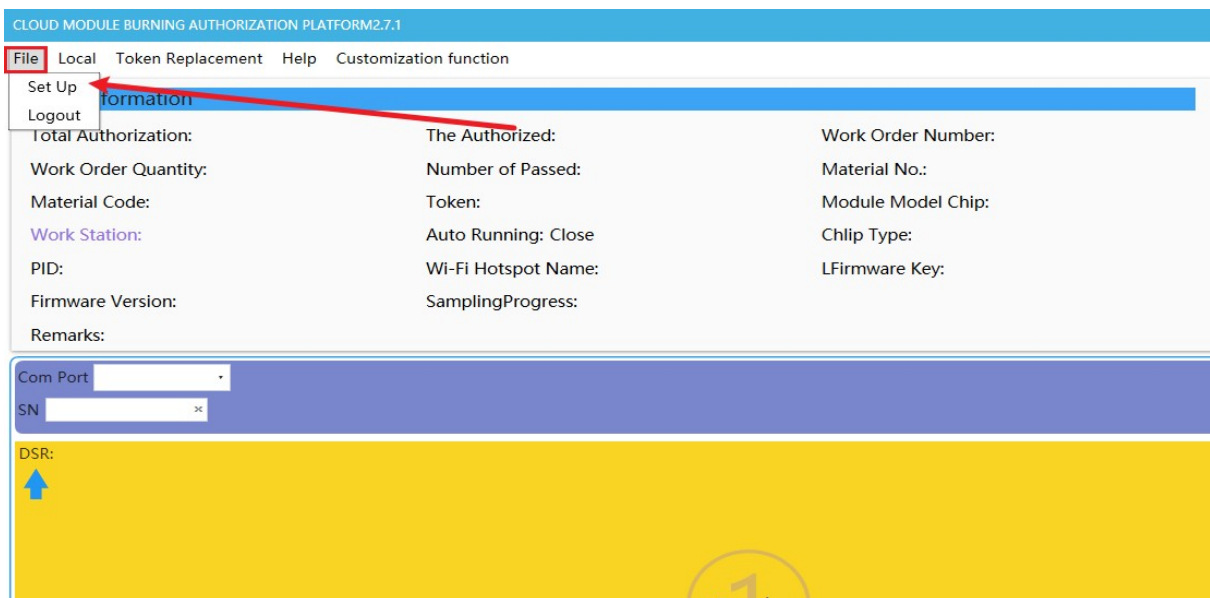 CLOUD MODULE BURNING AUTHORIZATION PLATFORM2.7.1
File Local Token Replacement Help Customization function
Set Up
formation
Logout
Total Authorization: The Authorized: Work Order Number:
Work Order Quantity: Number of Passed: Material No.:
Material Code: Token: Module Model Chip:
Work Station: Auto Running: Close Chlip Type:
PID: Wi-Fi Hotspot Name: LFirmware Key:
Firmware Version: SamplingProgress:
Remarks:
Com Port
SN
DSR:
1